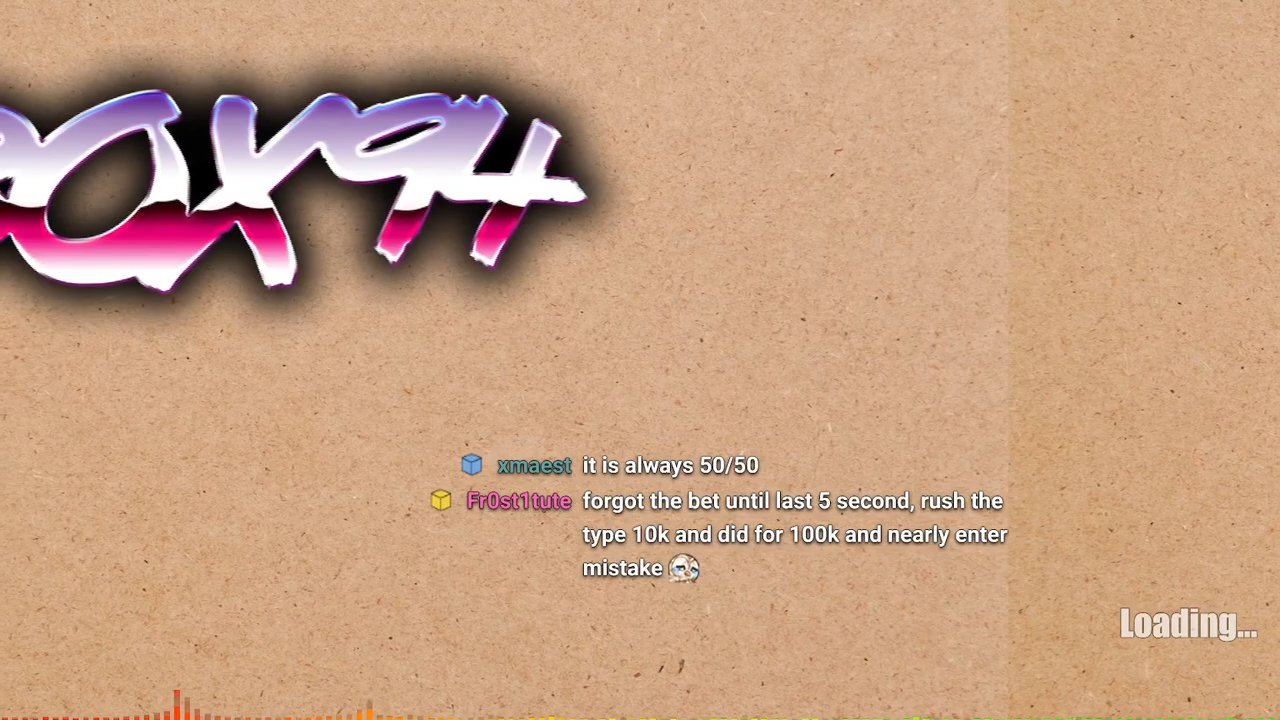 ox94
xmaest it is always 50/50
Fr0st1tute forgot the bet until last 5 second, rush the
type 10k and did for 100k and nearly enter
mistake
Loading...